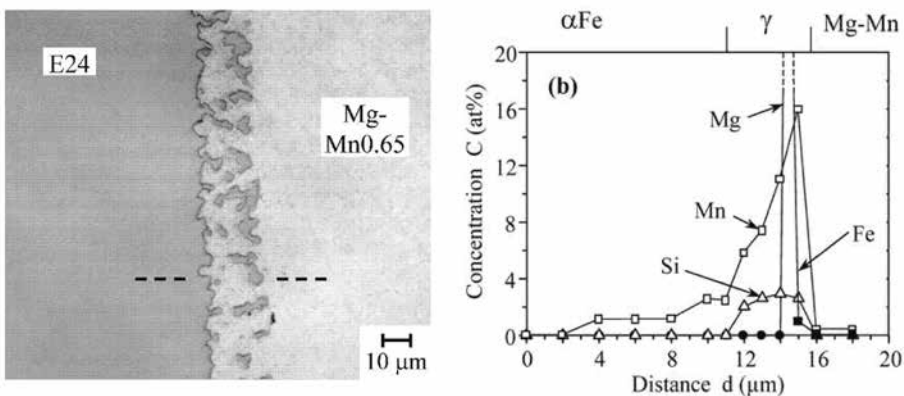 E24
Mg-
Mn0.65
10 μm
αFe
γ
Mg-Mn
(b)
Concentration C (at%)
20
16
12
8
4
0
Mg
Mn
Si
Fe
0 4 8 12 16 20
Distance d (μm)